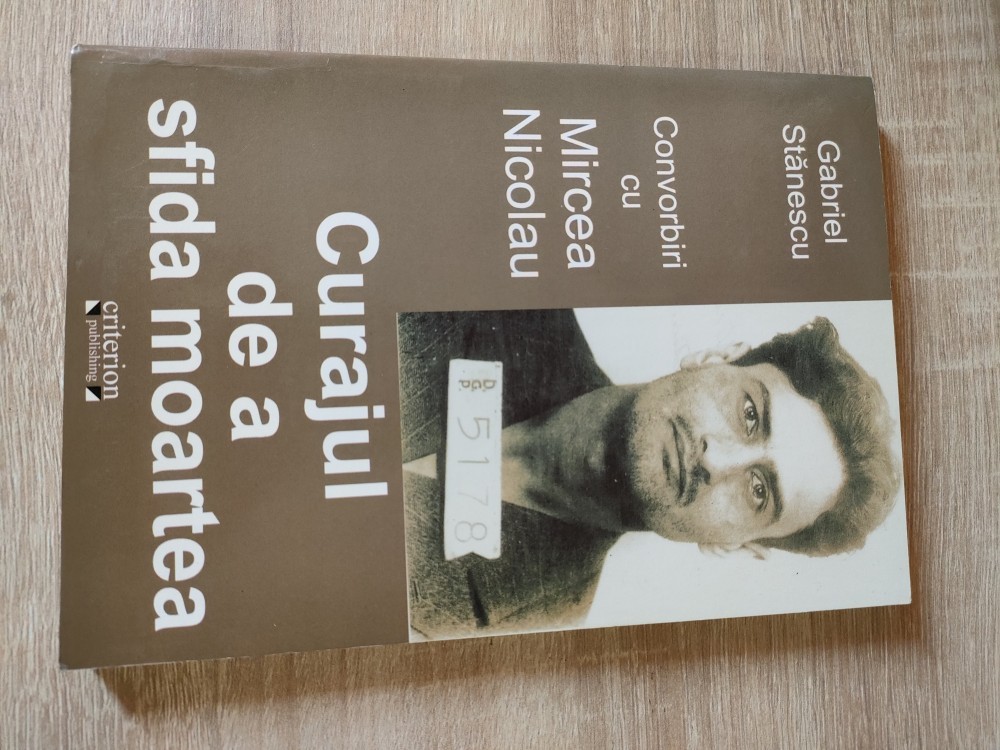 Gabriel
Stănescu
Convorbiri
cu
Mircea
Nicolau
D.G.P.
5178
Curajul
de a
sfida moartea
criterion
publishing